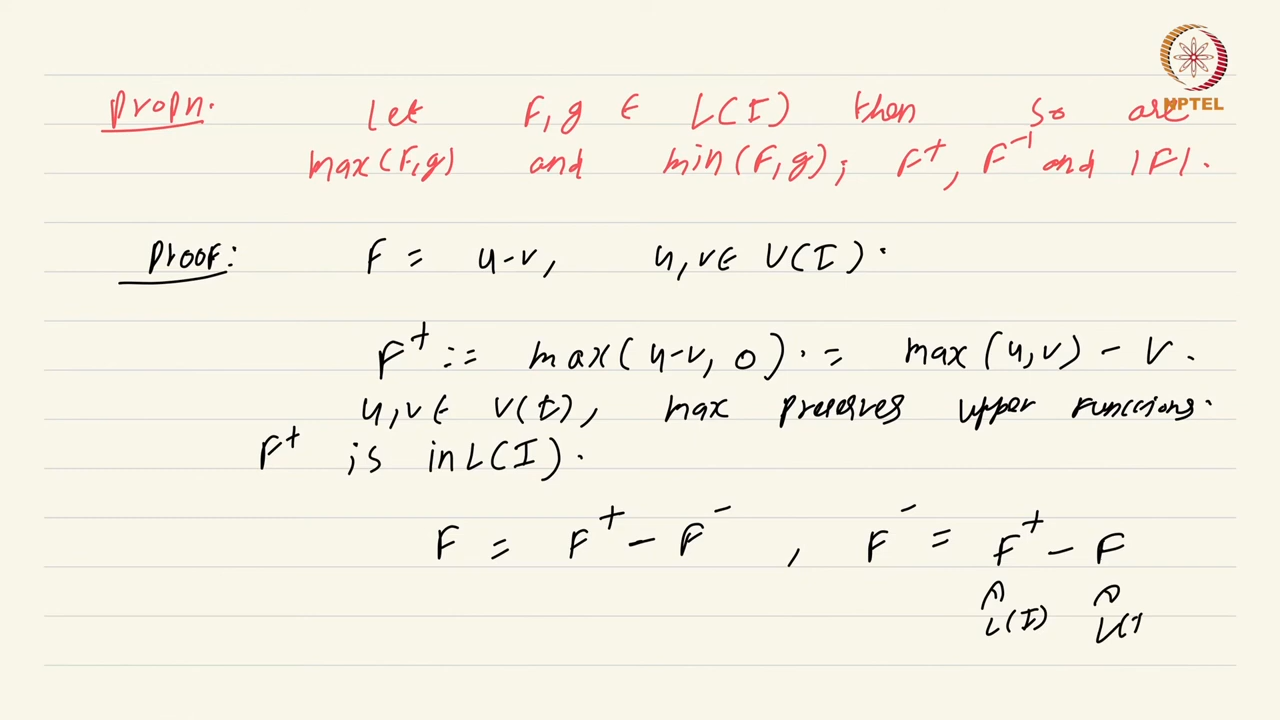 NPTEL
Propn. Let F, g ∈ L(I) then so are
max(F,g) and min(F,g); F⁺, F⁻¹ and |F|.
Proof: F = u-v, u,v ∈ U(I).
F⁺ := max(u-v, 0). = max(u,v) - v.
u,v ∈ U(I), max preserves upper functions.
F⁺ is in L(I).
F = F⁺ - F⁻, F⁻ = F⁺ - F
L(I)